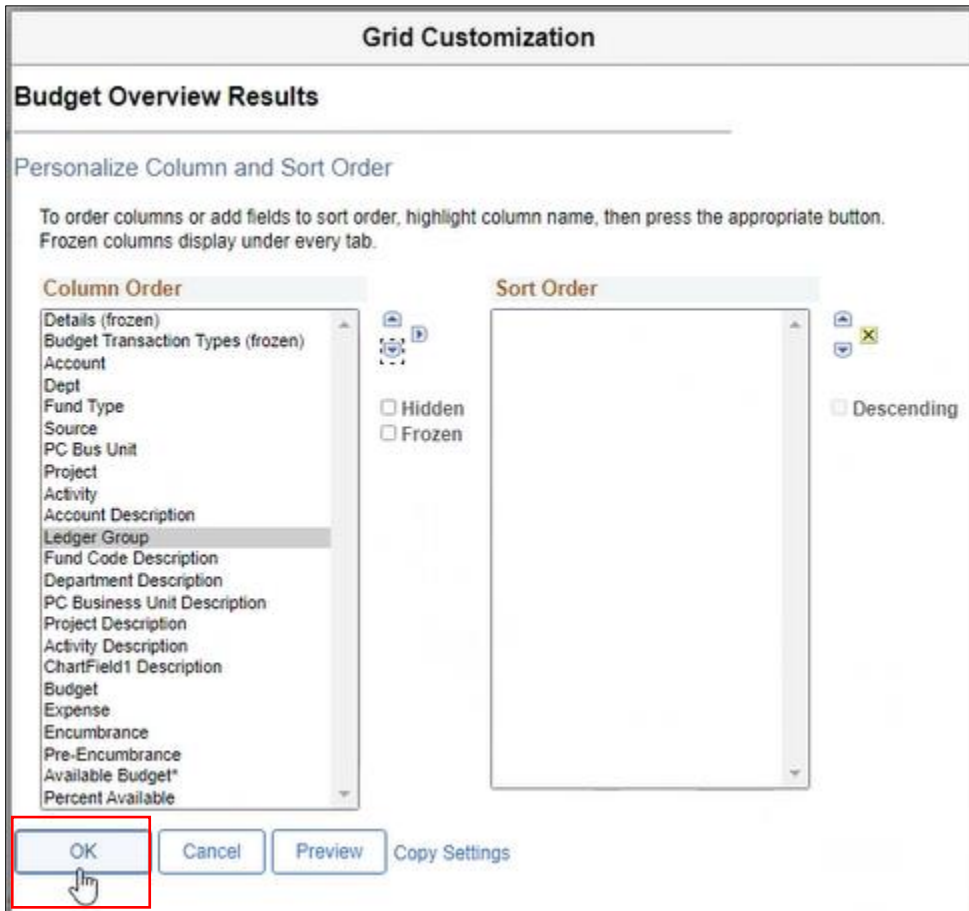 Grid Customization
Budget Overview Results
Personalize Column and Sort Order
To order columns or add fields to sort order, highlight column name, then press the appropriate button.
Frozen columns display under every tab.
Column Order
Details (frozen)
Budget Transaction Types (frozen)
Account
Dept
Fund Type
Source
PC Bus Unit
Project
Activity
Account Description
Ledger Group
Fund Code Description
Department Description
PC Business Unit Description
Project Description
Activity Description
ChartField1 Description
Budget
Expense
Encumbrance
Pre-Encumbrance
Available Budget*
Percent Available
Hidden
Frozen
Sort Order
Descending
OK Cancel Preview Copy Settings